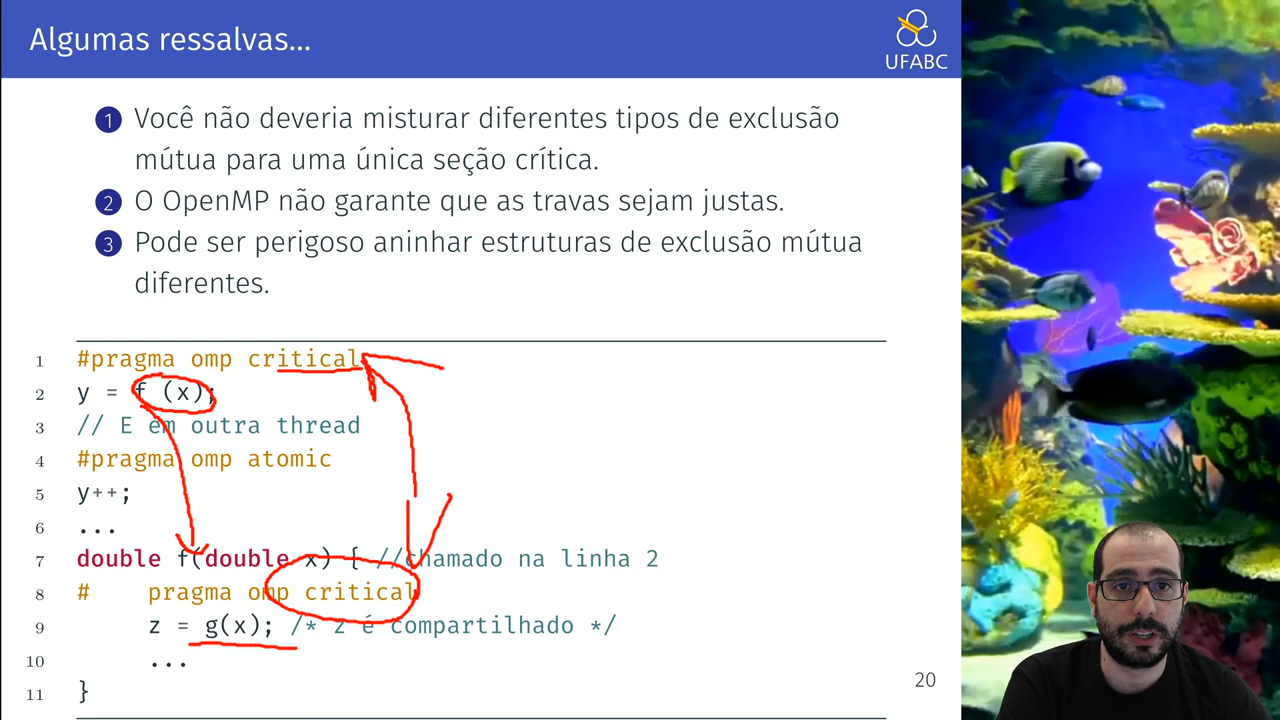 Algumas ressalvas...
UFABC
1 Você não deveria misturar diferentes tipos de exclusão
mútua para uma única seção crítica.
2 O OpenMP não garante que as travas sejam justas.
3 Pode ser perigoso aninhar estruturas de exclusão mútua
diferentes.
1 #pragma omp critical
2 y = f (x);
3 // E em outra thread
4 #pragma omp atomic
5 y++;
6 ...
7 double f(double x) { //chamado na linha 2
8 #    pragma omp critical
9      z = g(x); /* z é compartilhado */
10      ...
11 }
20